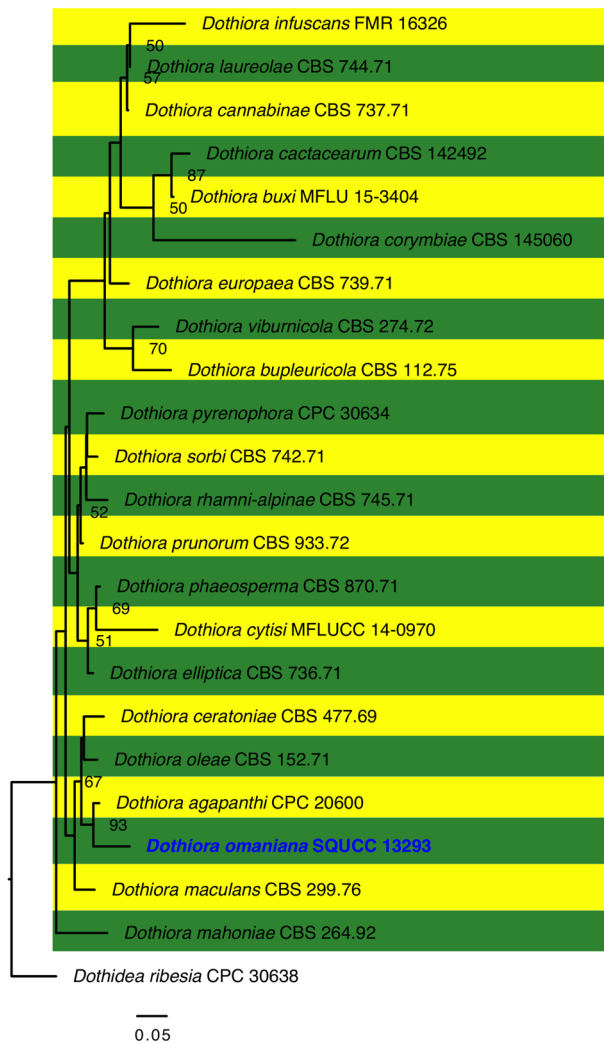 Dothiora infuscans FMR 16326
50
Dothiora laureolae CBS 744.71
57
Dothiora cannabinae CBS 737.71
Dothiora cactacearum CBS 142492
87
Dothiora buxi MFLU 15-3404
50
Dothiora corymbiae CBS 145060
Dothiora europaea CBS 739.71
Dothiora viburnicola CBS 274.72
70
Dothiora bupleuricola CBS 112.75
Dothiora pyrenophora CPC 30634
Dothiora sorbi CBS 742.71
Dothiora rhamni-alpinae CBS 745.71
52
Dothiora prunorum CBS 933.72
Dothiora phaeosperma CBS 870.71
69
Dothiora cytisi MFLUCC 14-0970
51
Dothiora elliptica CBS 736.71
Dothiora ceratoniae CBS 477.69
Dothiora oleae CBS 152.71
67
Dothiora agapanthi CPC 20600
93
Dothiora omaniana SQUCC 13293
Dothiora maculans CBS 299.76
Dothiora mahoniae CBS 264.92
Dothidea ribesia CPC 30638
0.05